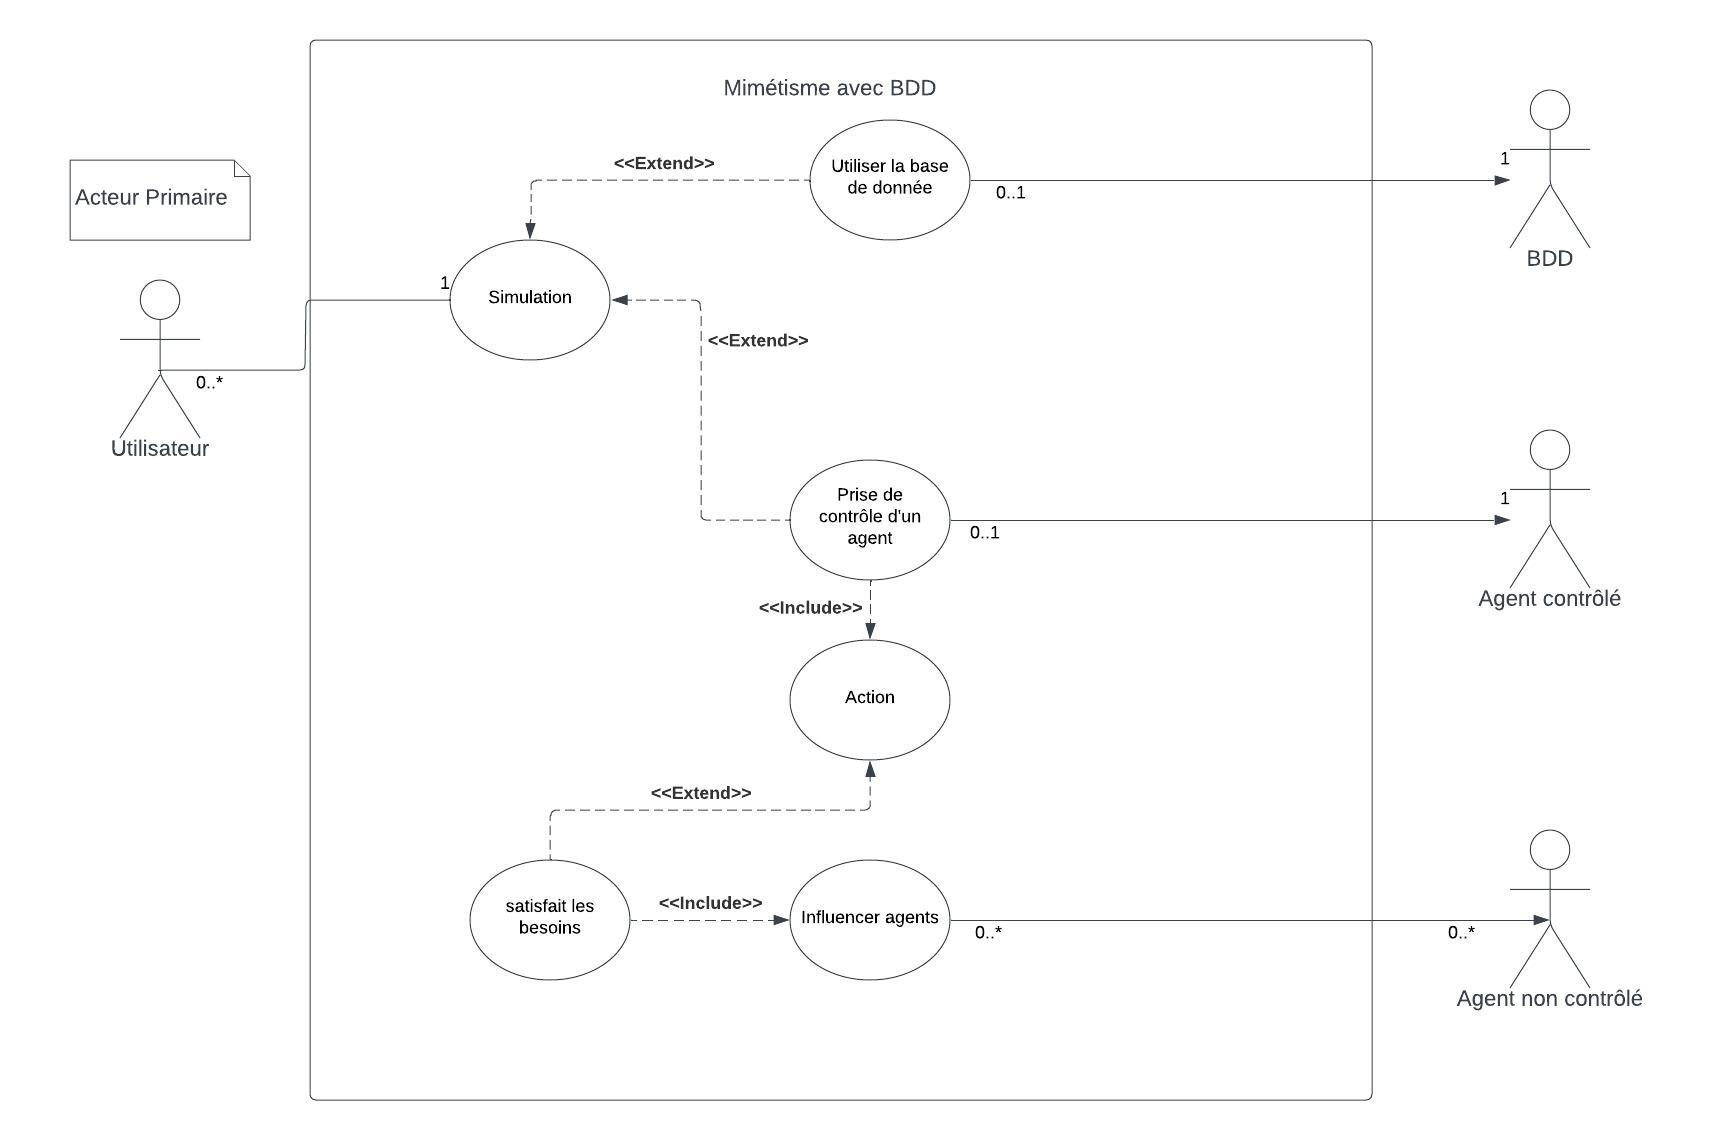 Mimétisme avec BDD
<<Extend>>
Utiliser la base
de donnée
0..1
1
BDD
Acteur Primaire
1
Simulation
<<Extend>>
0..*
Utilisateur
Prise de
contrôle d'un
agent
0..1
1
Agent contrôlé
<<Include>>
Action
<<Extend>>
satisfait les
besoins
<<Include>>
Influencer agents
0..*
0..*
Agent non contrôlé